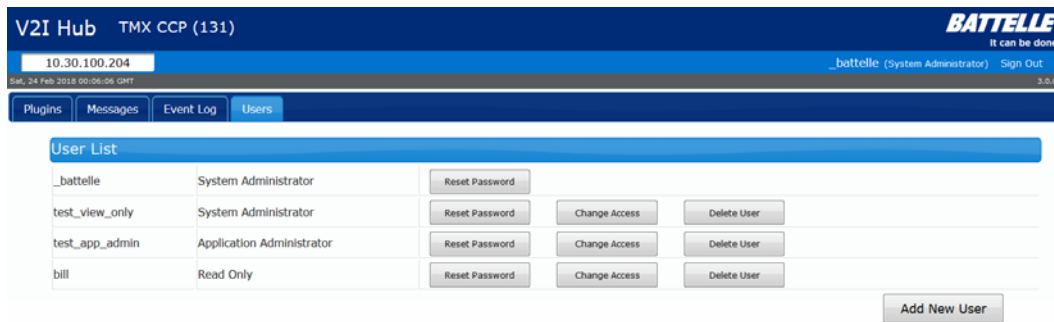 V2I Hub TMX CCP (131) BATTELLE
It can be done
10.30.100.204 _battelle (System Administrator) Sign Out
Sat, 24 Feb 2018 00:06:06 GMT 3.0.
Plugins Messages Event Log Users
User List
_battelle System Administrator Reset Password
test_view_only System Administrator Reset Password Change Access Delete User
test_app_admin Application Administrator Reset Password Change Access Delete User
bill Read Only Reset Password Change Access Delete User
Add New User